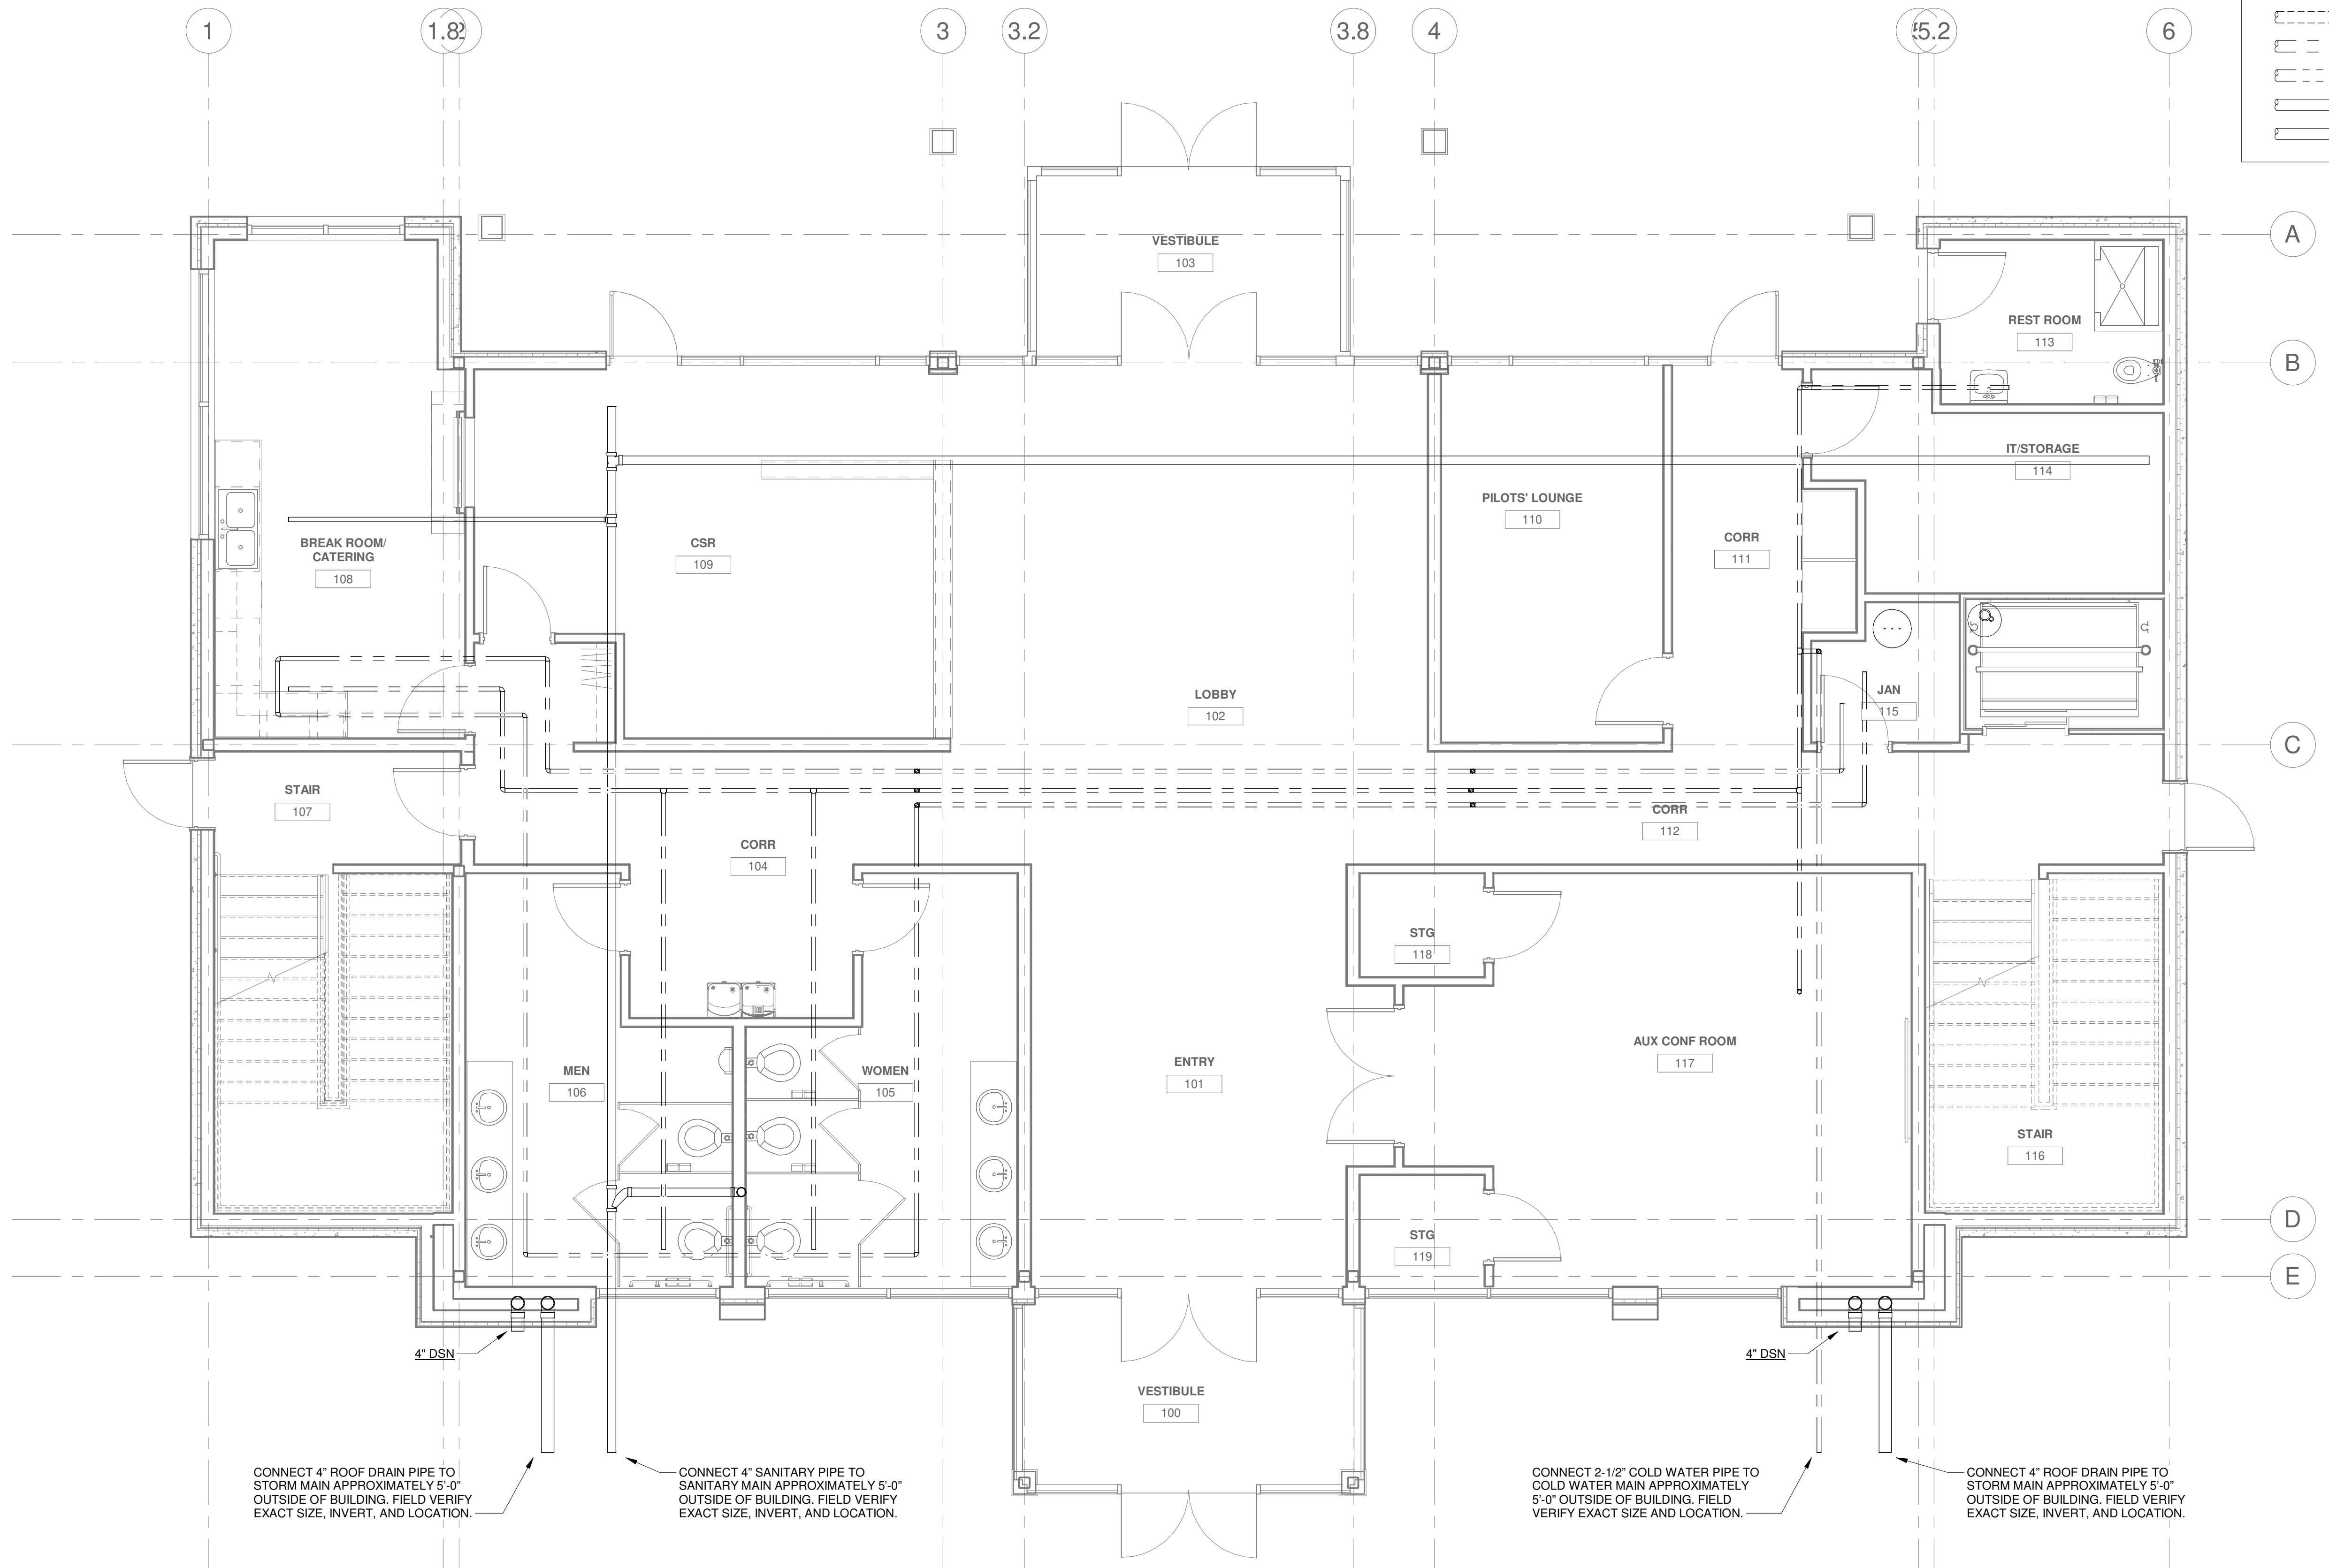 1
1.8
2
3
3.2
3.8
4
5.2
6
A
VESTIBULE
103
REST ROOM
113
B
IT/STORAGE
114
PILOTS' LOUNGE
110
BREAK ROOM/
CATERING
108
CSR
109
CORR
111
LOBBY
102
JAN
115
C
STAIR
107
CORR
104
CORR
112
STG
118
MEN
106
WOMEN
105
ENTRY
101
AUX CONF ROOM
117
STAIR
116
D
STG
119
E
4" DSN
4" DSN
VESTIBULE
100
CONNECT 4" ROOF DRAIN PIPE TO
STORM MAIN APPROXIMATELY 5'-0"
OUTSIDE OF BUILDING. FIELD VERIFY
EXACT SIZE, INVERT, AND LOCATION.
CONNECT 4" SANITARY PIPE TO
SANITARY MAIN APPROXIMATELY 5'-0"
OUTSIDE OF BUILDING. FIELD VERIFY
EXACT SIZE, INVERT, AND LOCATION.
CONNECT 2-1/2" COLD WATER PIPE TO
COLD WATER MAIN APPROXIMATELY
5'-0" OUTSIDE OF BUILDING. FIELD
VERIFY EXACT SIZE AND LOCATION.
CONNECT 4" ROOF DRAIN PIPE TO
STORM MAIN APPROXIMATELY 5'-0"
OUTSIDE OF BUILDING. FIELD VERIFY
EXACT SIZE, INVERT, AND LOCATION.